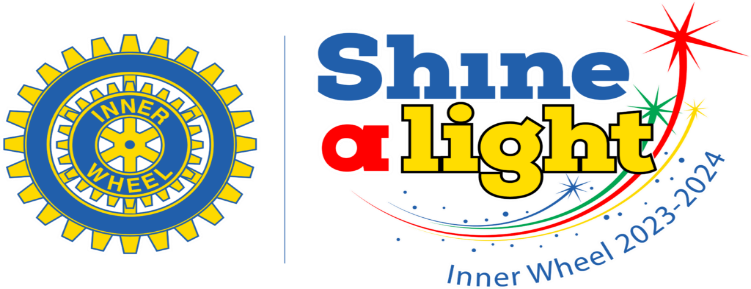 INNER
WHEEL
Shine
a light
Inner Wheel 2023-2024